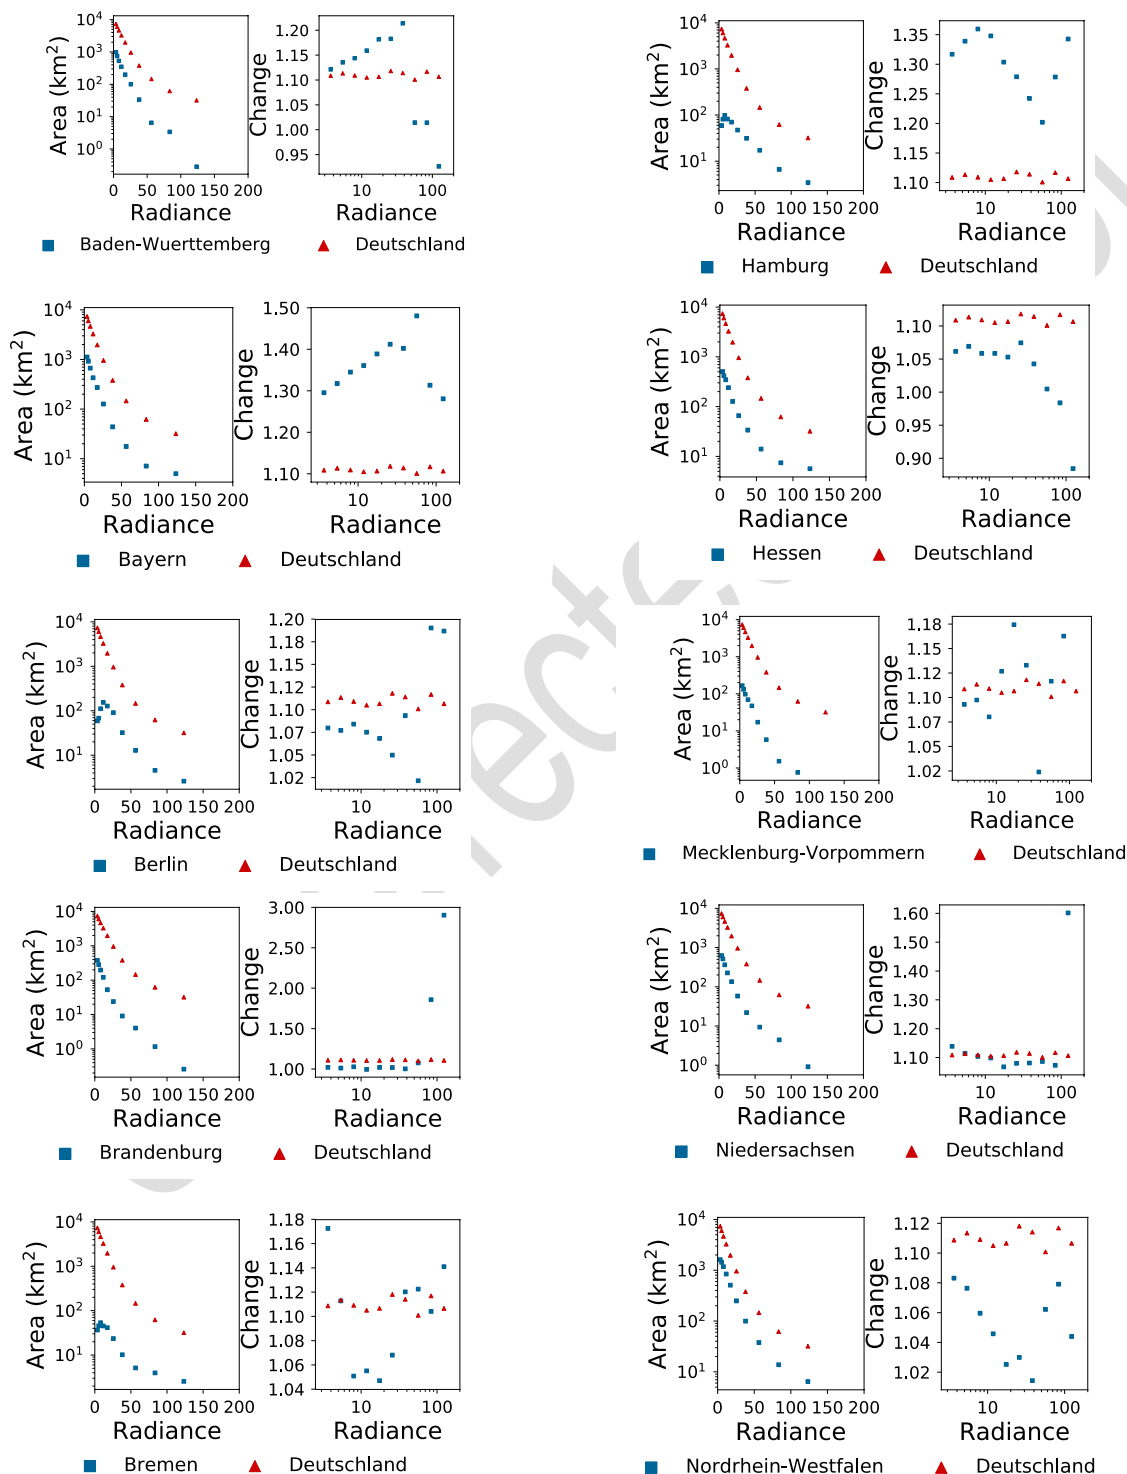 Area (km²)
10⁴
10³
10²
10¹
10⁰
0 50 100 150 200
Radiance
Change
1.20
1.15
1.10
1.05
1.00
0.95
10 100
Radiance
Baden-Wuerttemberg Deutschland
Area (km²)
10⁴
10³
10²
10¹
0 50 100 150 200
Radiance
Change
1.35
1.30
1.25
1.20
1.15
1.10
10 100
Radiance
Hamburg Deutschland
Area (km²)
10⁴
10³
10²
10¹
0 50 100 150 200
Radiance
Change
1.50
1.40
1.30
1.20
1.10
10 100
Radiance
Bayern Deutschland
Area (km²)
10⁴
10³
10²
10¹
0 50 100 150 200
Radiance
Change
1.10
1.05
1.00
0.95
0.90
10 100
Radiance
Hessen Deutschland
Area (km²)
10⁴
10³
10²
10¹
0 50 100 150 200
Radiance
Change
1.20
1.18
1.15
1.12
1.10
1.07
1.05
1.02
10 100
Radiance
Berlin Deutschland
Area (km²)
10⁴
10³
10²
10¹
10⁰
0 50 100 150 200
Radiance
Change
1.18
1.15
1.12
1.10
1.07
1.05
1.02
10 100
Radiance
Mecklenburg-Vorpommern Deutschland
Area (km²)
10⁴
10³
10²
10¹
10⁰
0 50 100 150 200
Radiance
Change
3.00
2.50
2.00
1.50
1.00
10 100
Radiance
Brandenburg Deutschland
Area (km²)
10⁴
10³
10²
10¹
10⁰
0 50 100 150 200
Radiance
Change
1.60
1.50
1.40
1.30
1.20
1.10
10 100
Radiance
Niedersachsen Deutschland
Area (km²)
10⁴
10³
10²
10¹
0 50 100 150 200
Radiance
Change
1.18
1.16
1.14
1.12
1.10
1.08
1.06
1.04
10 100
Radiance
Bremen Deutschland
Area (km²)
10⁴
10³
10²
10¹
0 50 100 150 200
Radiance
Change
1.12
1.10
1.08
1.06
1.04
1.02
10 100
Radiance
Nordrhein-Westfalen Deutschland